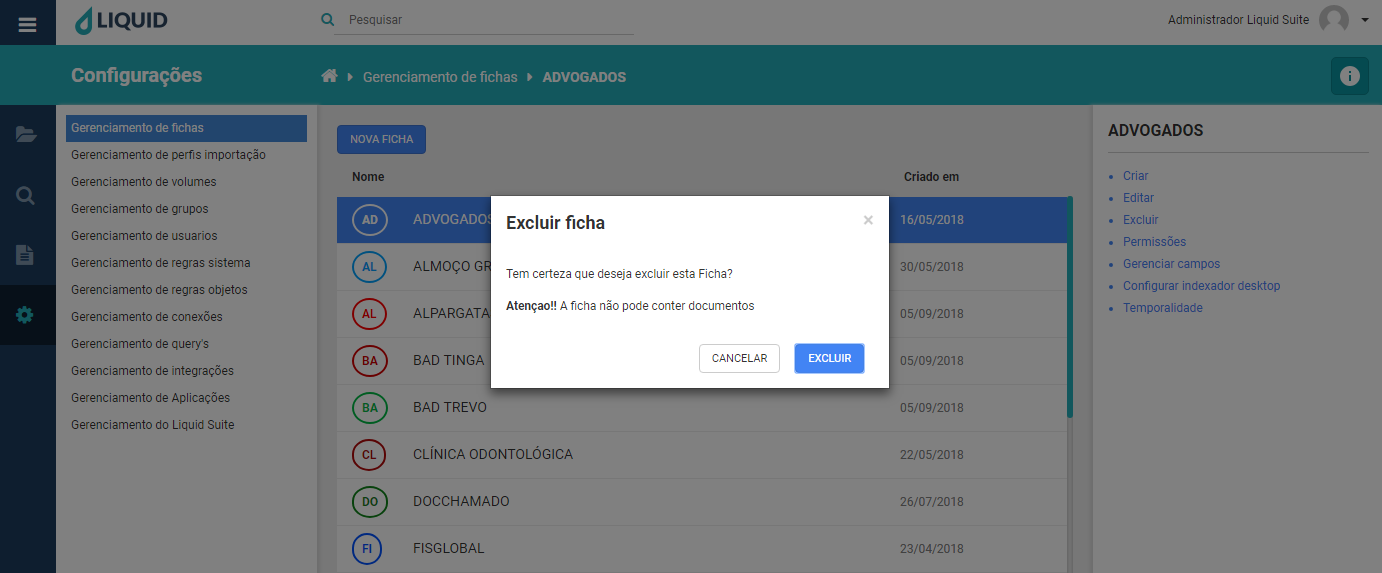 LIQUID
Pesquisar
Administrador Liquid Suite
Configurações
Gerenciamento de fichas
ADVOGADOS
Gerenciamento de fichas
Gerenciamento de perfis importação
Gerenciamento de volumes
Gerenciamento de grupos
Gerenciamento de usuarios
Gerenciamento de regras sistema
Gerenciamento de regras objetos
Gerenciamento de conexões
Gerenciamento de query's
Gerenciamento de integrações
Gerenciamento de Aplicações
Gerenciamento do Liquid Suite
NOVA FICHA
Nome Criado em
AD ADVOGADOS 16/05/2018
AL ALMOÇO GR 30/05/2018
AL ALPARGATA 05/09/2018
BA BAD TINGA 05/09/2018
BA BAD TREVO 05/09/2018
CL CLÍNICA ODONTOLÓGICA 22/05/2018
DO DOCCHAMADO 26/07/2018
FI FISGLOBAL 23/04/2018
Excluir ficha
×
Tem certeza que deseja excluir esta Ficha?
Atençao!! A ficha não pode conter documentos
CANCELAR
EXCLUIR
ADVOGADOS
Criar
Editar
Excluir
Permissões
Gerenciar campos
Configurar indexador desktop
Temporalidade